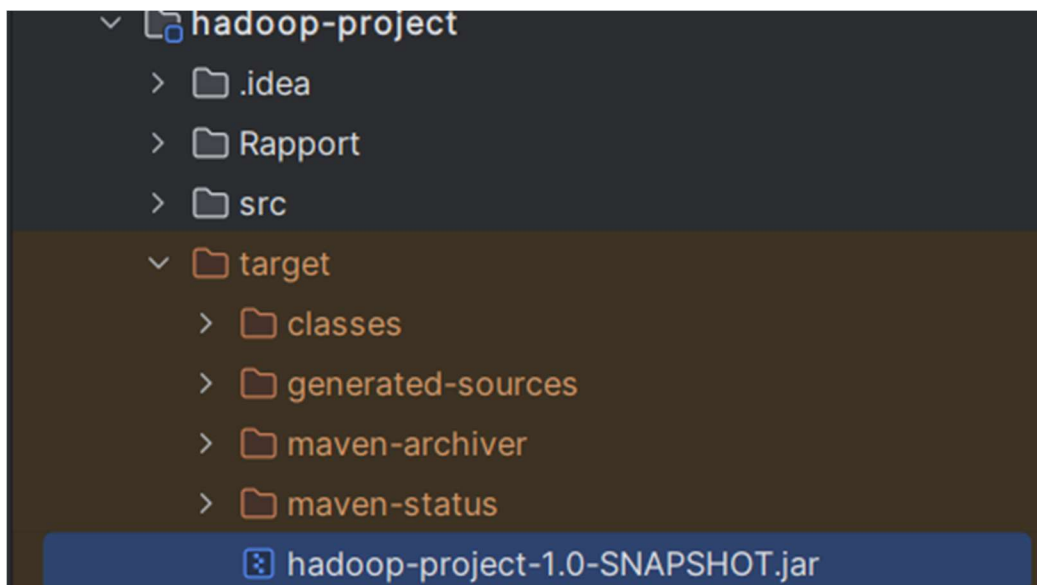 hadoop-project
.idea
Rapport
src
target
classes
generated-sources
maven-archiver
maven-status
hadoop-project-1.0-SNAPSHOT.jar